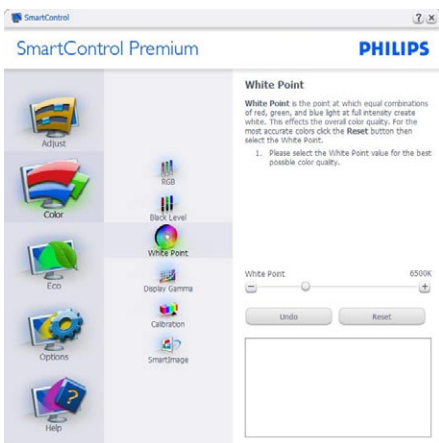 SmartControl
SmartControl Premium
PHILIPS
Adjust
Color
Eco
Options
Help
RGB
Black Level
White Point
Display Gamma
Calibration
SmartImage
White Point
White Point is the point at which equal combinations
of red, green, and blue light at full intensity create
white. This effects the overall color quality. For the
most accurate colors click the Reset button then
select the White Point.
1. Please select the White Point value for the best
possible color quality.
White Point 6500K
Undo Reset